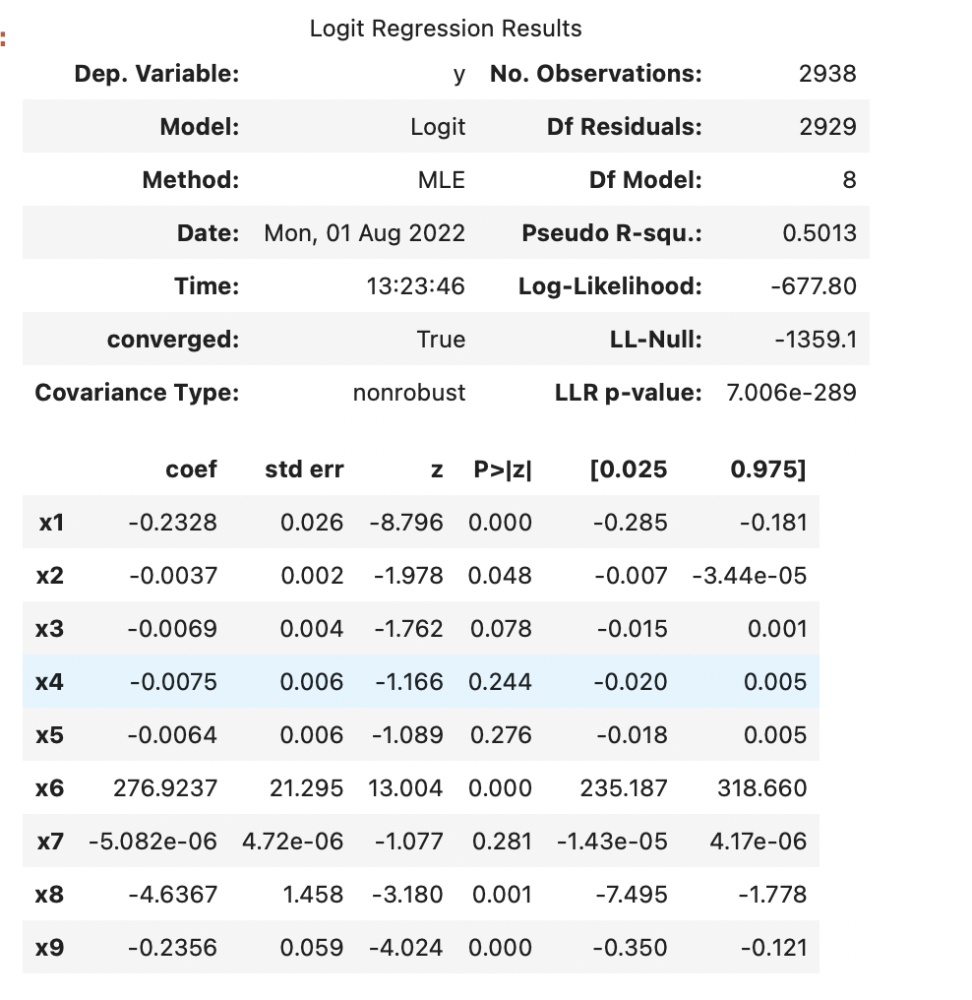 :
Logit Regression Results
Dep. Variable: y No. Observations: 2938
Model: Logit Df Residuals: 2929
Method: MLE Df Model: 8
Date: Mon, 01 Aug 2022 Pseudo R-squ.: 0.5013
Time: 13:23:46 Log-Likelihood: -677.80
converged: True LL-Null: -1359.1
Covariance Type: nonrobust LLR p-value: 7.006e-289
coef std err z P>|z| [0.025 0.975]
x1 -0.2328 0.026 -8.796 0.000 -0.285 -0.181
x2 -0.0037 0.002 -1.978 0.048 -0.007 -3.44e-05
x3 -0.0069 0.004 -1.762 0.078 -0.015 0.001
x4 -0.0075 0.006 -1.166 0.244 -0.020 0.005
x5 -0.0064 0.006 -1.089 0.276 -0.018 0.005
x6 276.9237 21.295 13.004 0.000 235.187 318.660
x7 -5.082e-06 4.72e-06 -1.077 0.281 -1.43e-05 4.17e-06
x8 -4.6367 1.458 -3.180 0.001 -7.495 -1.778
x9 -0.2356 0.059 -4.024 0.000 -0.350 -0.121